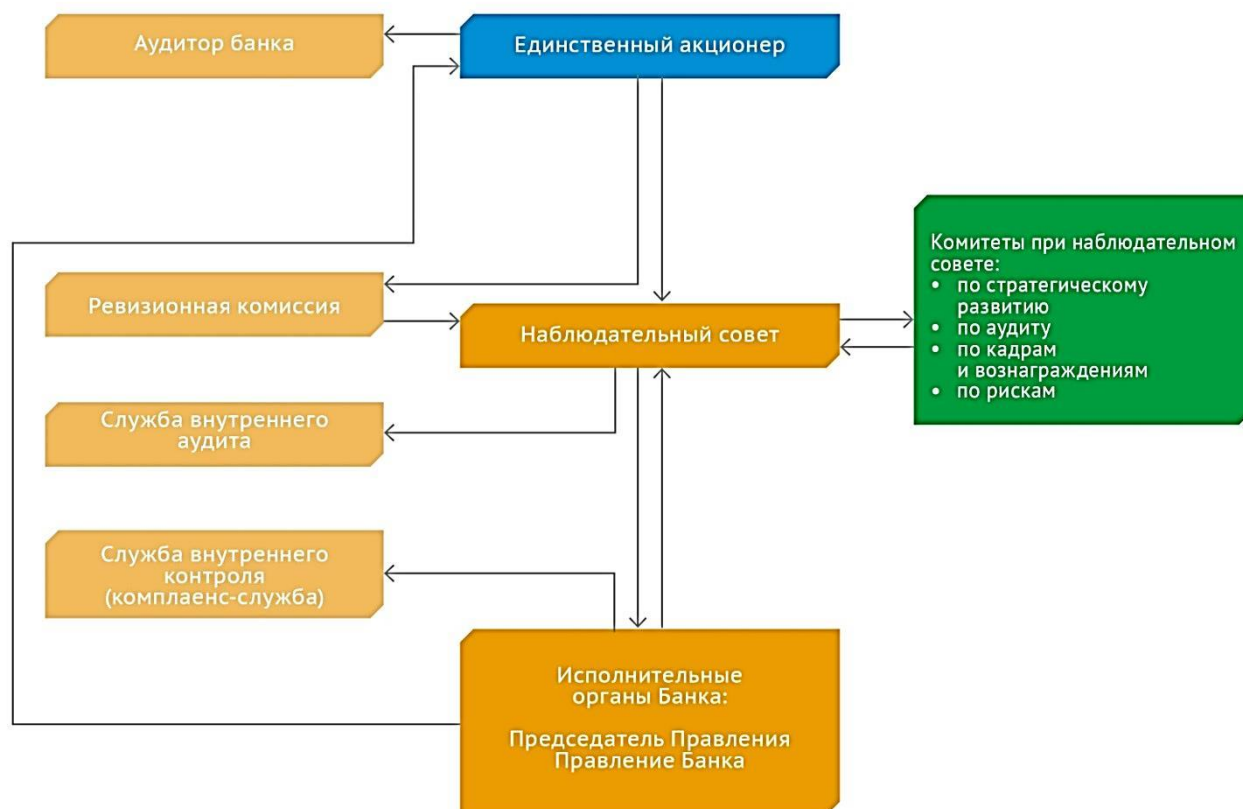 Аудитор банка
Единственный акционер
Комитеты при наблюдательном
совете:
• по стратегическому
развитию
• по аудиту
• по кадрам
и вознаграждениям
• по рискам
Ревизионная комиссия
Наблюдательный совет
Служба внутреннего
аудита
Служба внутреннего
контроля
(комплаенс-служба)
Исполнительные
органы Банка:
Председатель Правления
Правление Банка